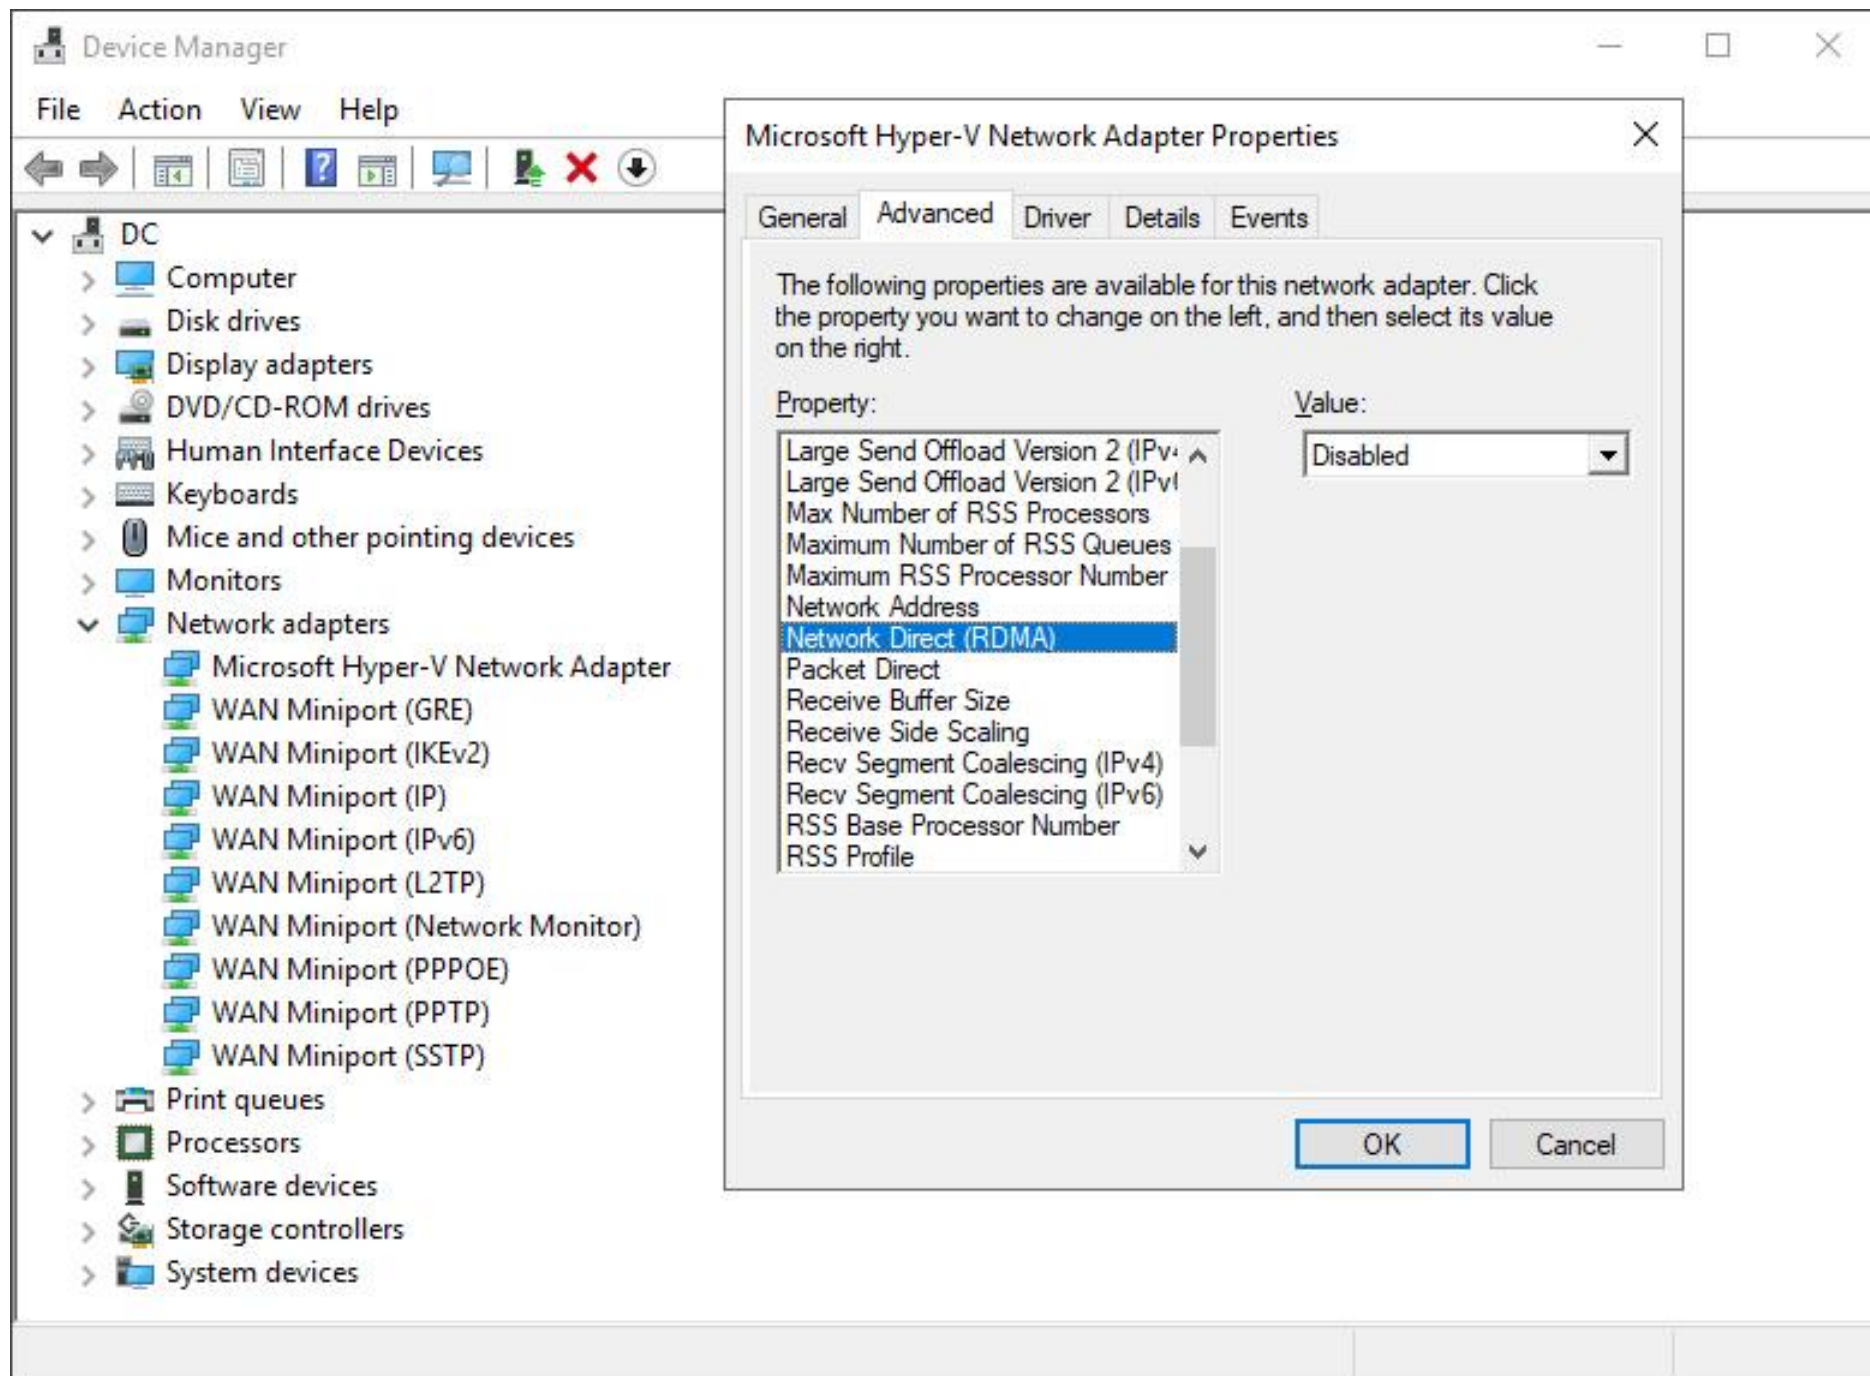 Device Manager
File Action View Help
DC
Computer
Disk drives
Display adapters
DVD/CD-ROM drives
Human Interface Devices
Keyboards
Mice and other pointing devices
Monitors
Network adapters
Microsoft Hyper-V Network Adapter
WAN Miniport (GRE)
WAN Miniport (IKEv2)
WAN Miniport (IP)
WAN Miniport (IPv6)
WAN Miniport (L2TP)
WAN Miniport (Network Monitor)
WAN Miniport (PPPOE)
WAN Miniport (PPTP)
WAN Miniport (SSTP)
Print queues
Processors
Software devices
Storage controllers
System devices
Microsoft Hyper-V Network Adapter Properties
General Advanced Driver Details Events
The following properties are available for this network adapter. Click
the property you want to change on the left, and then select its value
on the right.
Property:
Large Send Offload Version 2 (IPv
Large Send Offload Version 2 (IPv
Max Number of RSS Processors
Maximum Number of RSS Queues
Maximum RSS Processor Number
Network Address
Network Direct (RDMA)
Packet Direct
Receive Buffer Size
Receive Side Scaling
Recv Segment Coalescing (IPv4)
Recv Segment Coalescing (IPv6)
RSS Base Processor Number
RSS Profile
Value:
Disabled
OK Cancel